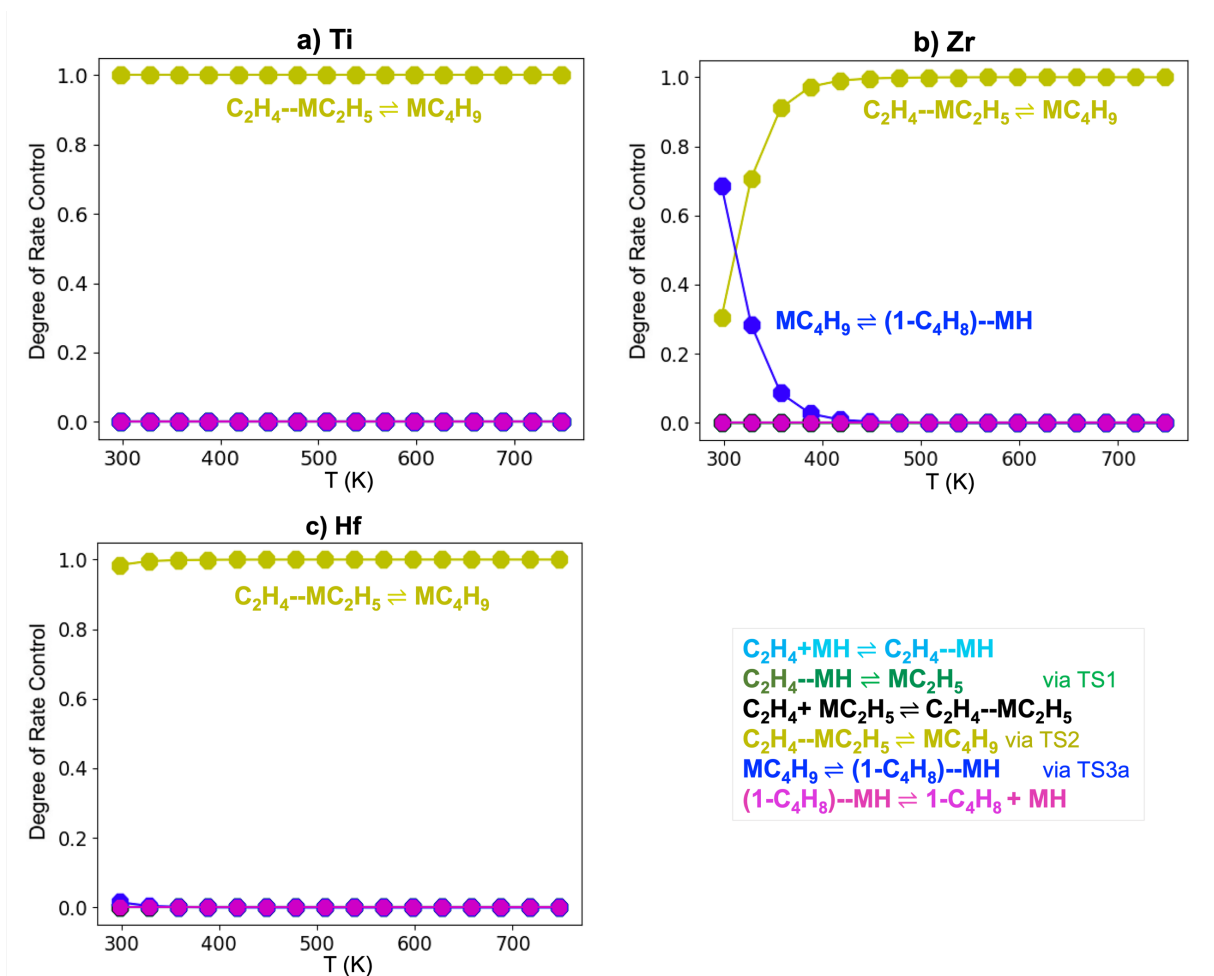 a) Ti
1.0
0.8
0.6
0.4
0.2
0.0
Degree of Rate Control
C₂H₄--MC₂H₅ ⇌ MC₄H₉
300 400 500 600 700
T (K)
b) Zr
1.0
0.8
0.6
0.4
0.2
0.0
Degree of Rate Control
C₂H₄--MC₂H₅ ⇌ MC₄H₉
MC₄H₉ ⇌ (1-C₄H₈)--MH
300 400 500 600 700
T (K)
c) Hf
1.0
0.8
0.6
0.4
0.2
0.0
Degree of Rate Control
C₂H₄--MC₂H₅ ⇌ MC₄H₉
300 400 500 600 700
T (K)
C₂H₄+MH ⇌ C₂H₄--MH
C₂H₄--MH ⇌ MC₂H₅ via TS1
C₂H₄+ MC₂H₅ ⇌ C₂H₄--MC₂H₅
C₂H₄--MC₂H₅ ⇌ MC₄H₉ via TS2
MC₄H₉ ⇌ (1-C₄H₈)--MH via TS3a
(1-C₄H₈)--MH ⇌ 1-C₄H₈ + MH